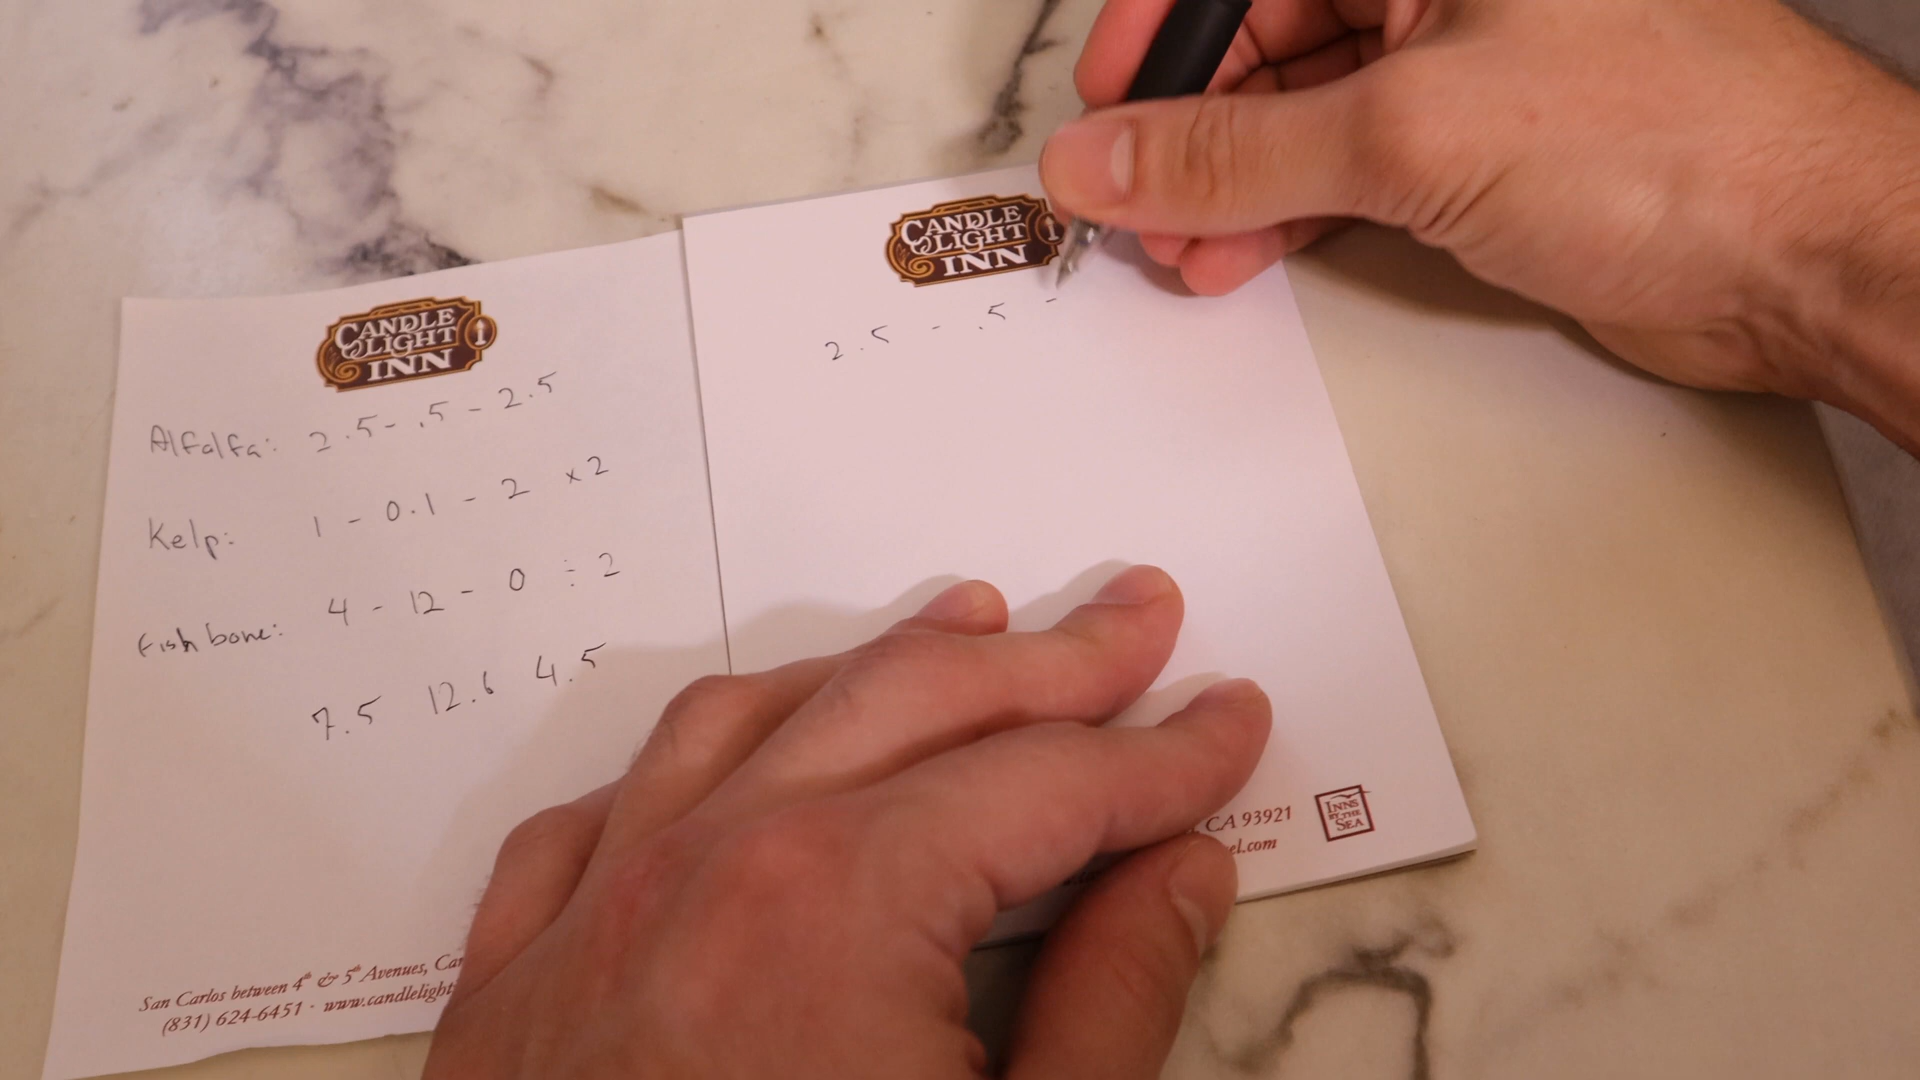 CANDLE
LIGHT
INN
Alfalfa: 2.5 - .5 - 2.5
Kelp: 1 - 0.1 - 2 x2
Fish bone: 4 - 12 - 0 ÷ 2
7.5 12.6 4.5
San Carlos between 4th & 5th Avenues, Car
(831) 624-6451 · www.candlelight
CANDLE
LIGHT
INN
2.5 - .5 -
CA 93921
el.com
INNS
BY THE
SEA